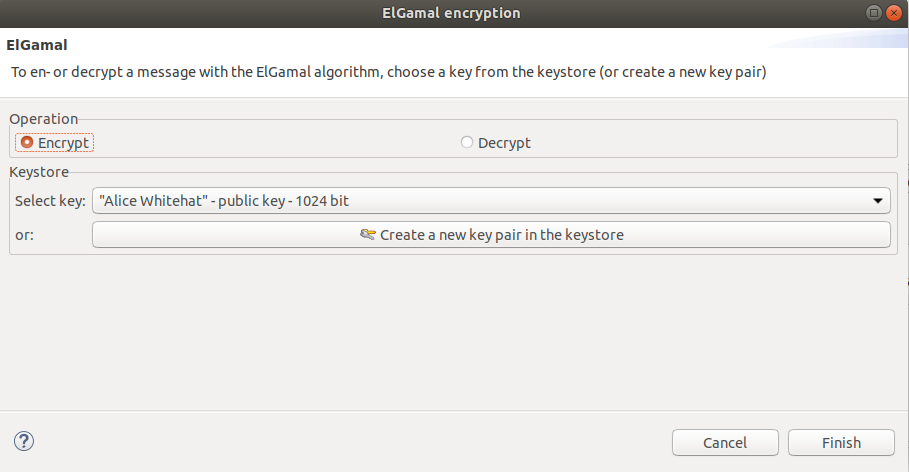 ElGamal encryption
ElGamal
To en- or decrypt a message with the ElGamal algorithm, choose a key from the keystore (or create a new key pair)
Operation
Encrypt Decrypt
Keystore
Select key: "Alice Whitehat" - public key - 1024 bit
or: Create a new key pair in the keystore
? Cancel Finish